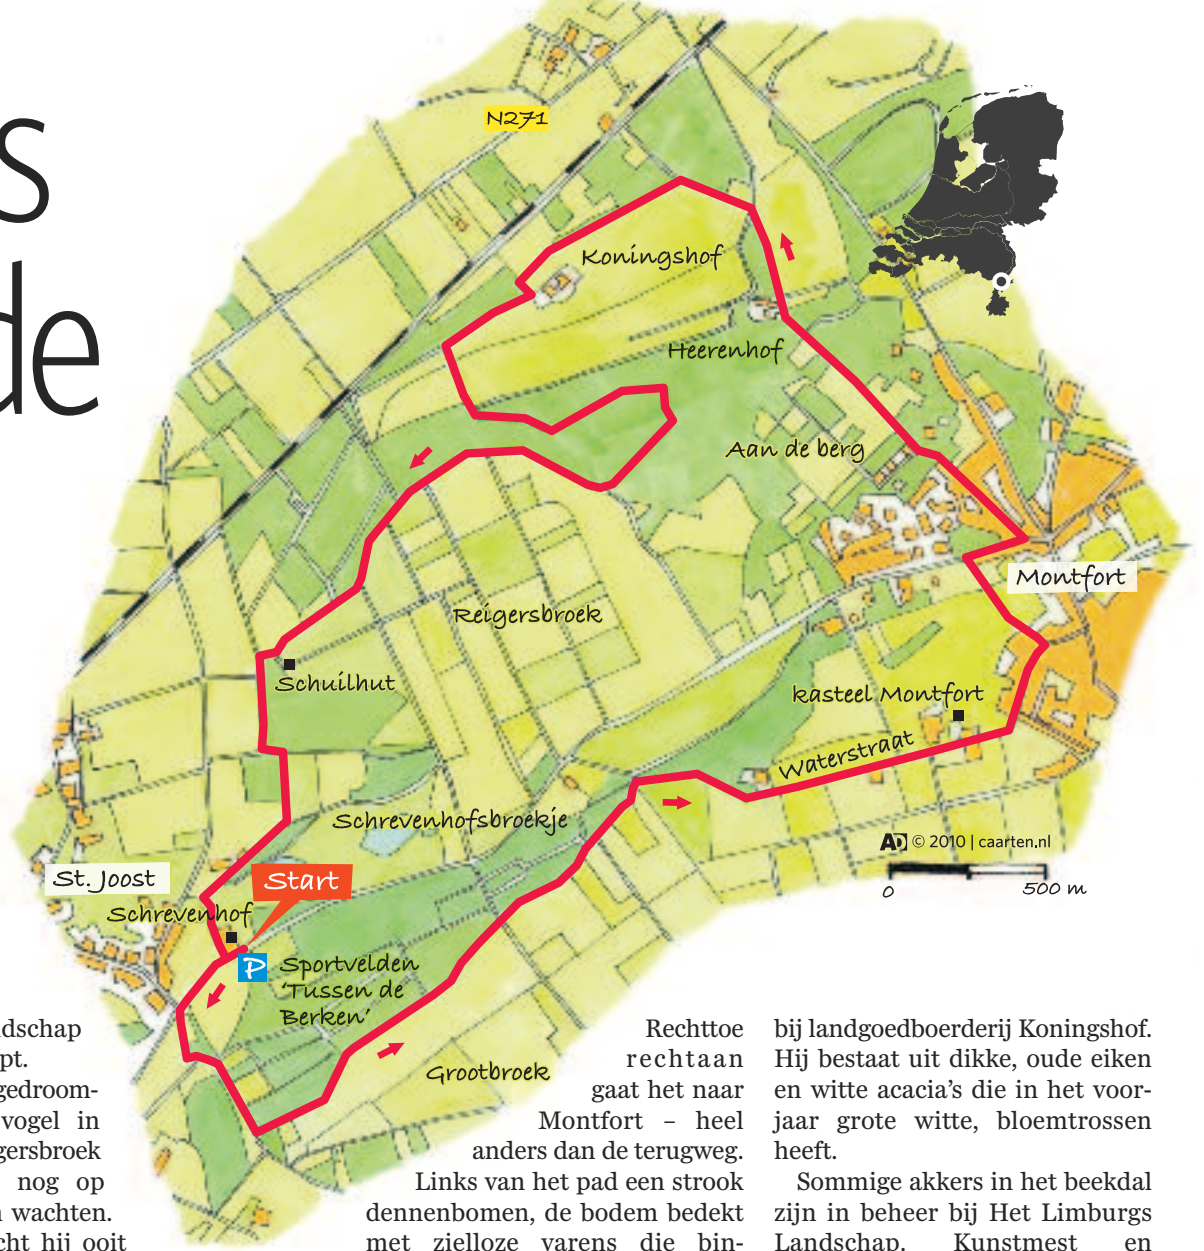 s
de
N271
Koningshof
Heerenhof
Aan de berg
Montfort
Reigersbroek
Schuilhut
kasteel Montfort
Waterstraat
Schrevenhofsbroekje
AD © 2010 | caarten.nl
0 500 m
St. Joost
Start
Schrevenhof
P
Sportvelden
'Tussen de
Berken'
Grootbroek
ndschap
pt.
gedroom-
vogel in
gersbroek
nog op
n wachten.
cht hij ooit
Rechttoe
rechtaan
gaat het naar
Montfort – heel
anders dan de terugweg.
Links van het pad een strook
dennenbomen, de bodem bedekt
met zielloze varens die bin-
bij landgoedboerderij Koningshof.
Hij bestaat uit dikke, oude eiken
en witte acacia's die in het voor-
jaar grote witte, bloemtrossen
heeft.
Sommige akkers in het beekdal
zijn in beheer bij Het Limburgs
Landschap. Kunstmest en